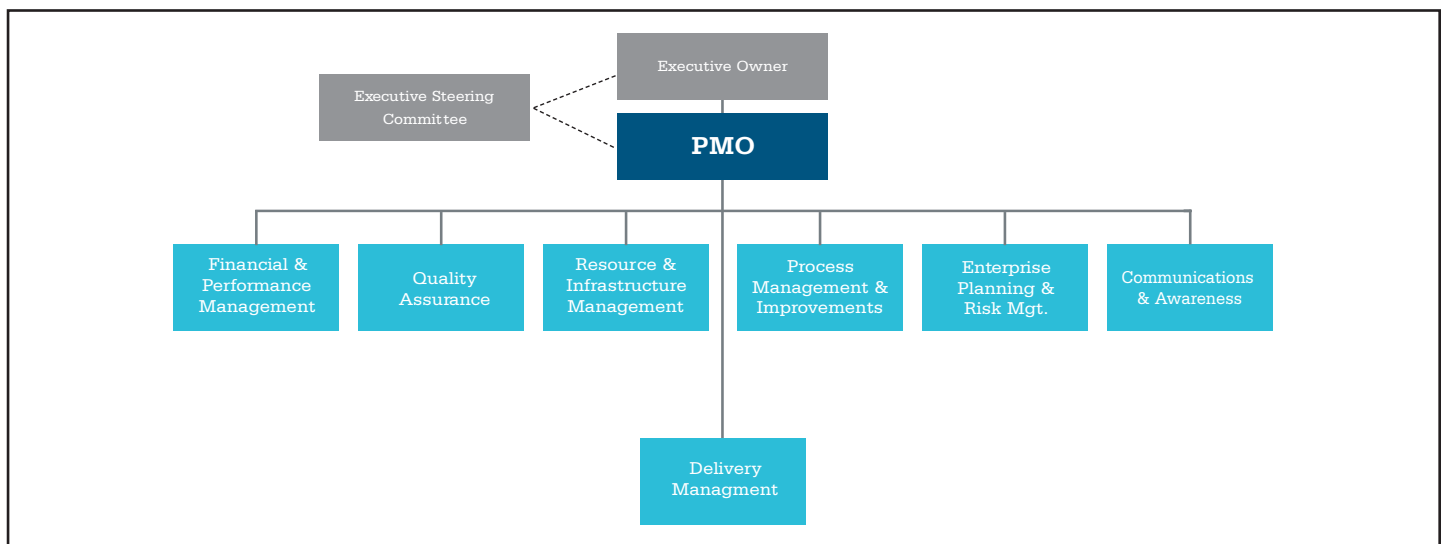 Executive Owner
Executive Steering
Committee
PMO
Financial &
Performance
Management
Quality
Assurance
Resource &
Infrastructure
Management
Process
Management &
Improvements
Enterprise
Planning &
Risk Mgt.
Communications
& Awareness
Delivery
Managment